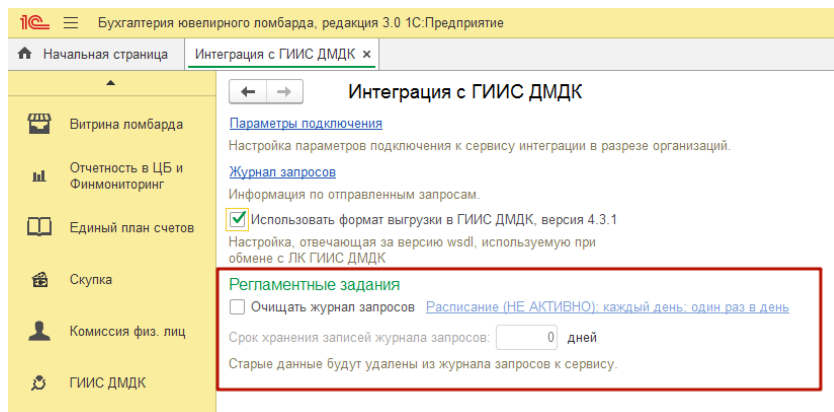 1С Бухгалтерия ювелирного ломбарда, редакция 3.0 1С:Предприятие
Начальная страница Интеграция с ГИИС ДМДК ×
Витрина ломбарда
Отчетность в ЦБ и
Финмониторинг
Единый план счетов
Скупка
Комиссия физ. лиц
ГИИС ДМДК
Интеграция с ГИИС ДМДК
Параметры подключения
Настройка параметров подключения к сервису интеграции в разрезе организаций.
Журнал запросов
Информация по отправленным запросам.
Использовать формат выгрузки в ГИИС ДМДК, версия 4.3.1
Настройка, отвечающая за версию wsdl, используемую при
обмене с ЛК ГИИС ДМДК
Регламентные задания
Очищать журнал запросов Расписание (НЕ АКТИВНО): каждый день; один раз в день
Срок хранения записей журнала запросов: 0 дней
Старые данные будут удалены из журнала запросов к сервису.